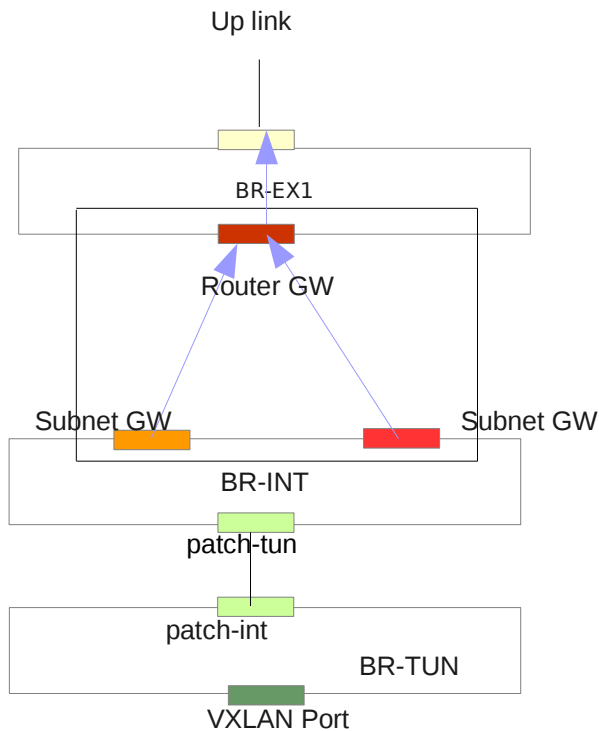 Up link
BR-EX1
Router GW
Subnet GW
Subnet GW
BR-INT
patch-tun
patch-int
BR-TUN
VXLAN Port